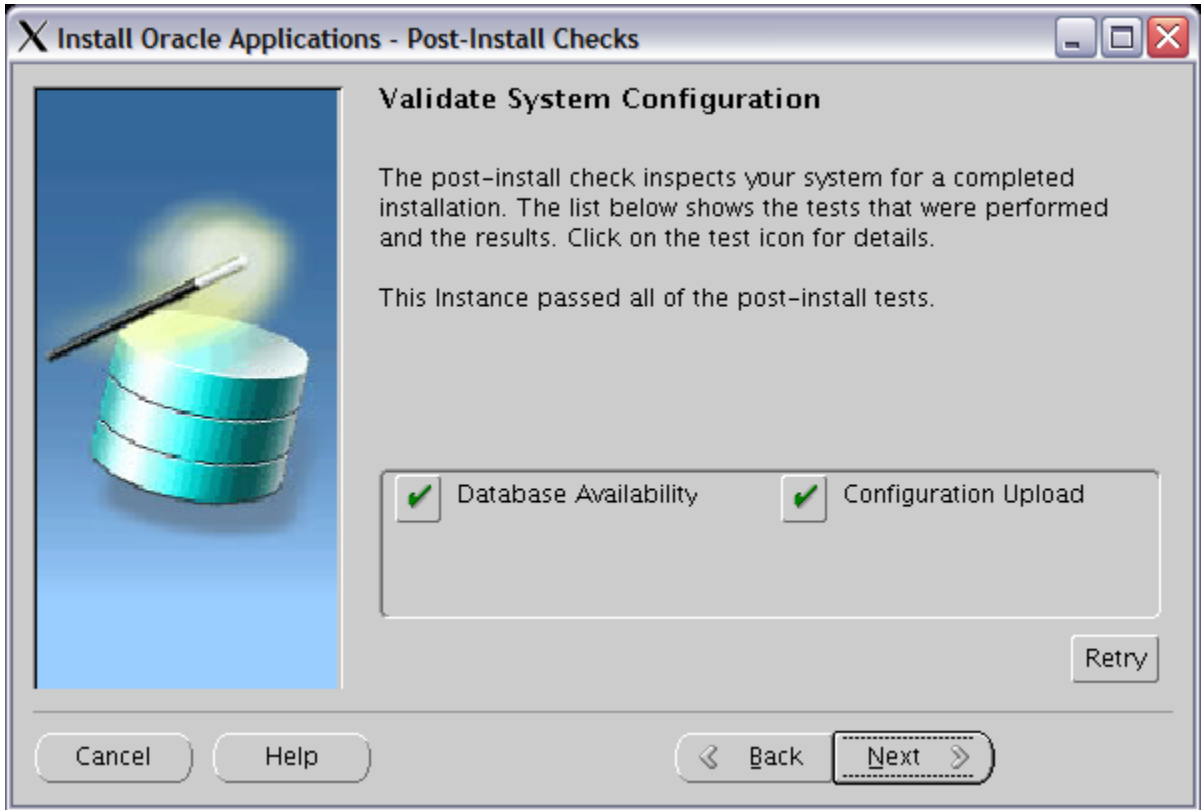 Install Oracle Applications - Post-Install Checks
Validate System Configuration
The post-install check inspects your system for a completed
installation. The list below shows the tests that were performed
and the results. Click on the test icon for details.
This Instance passed all of the post-install tests.
Database Availability Configuration Upload
Retry
Cancel Help Back Next